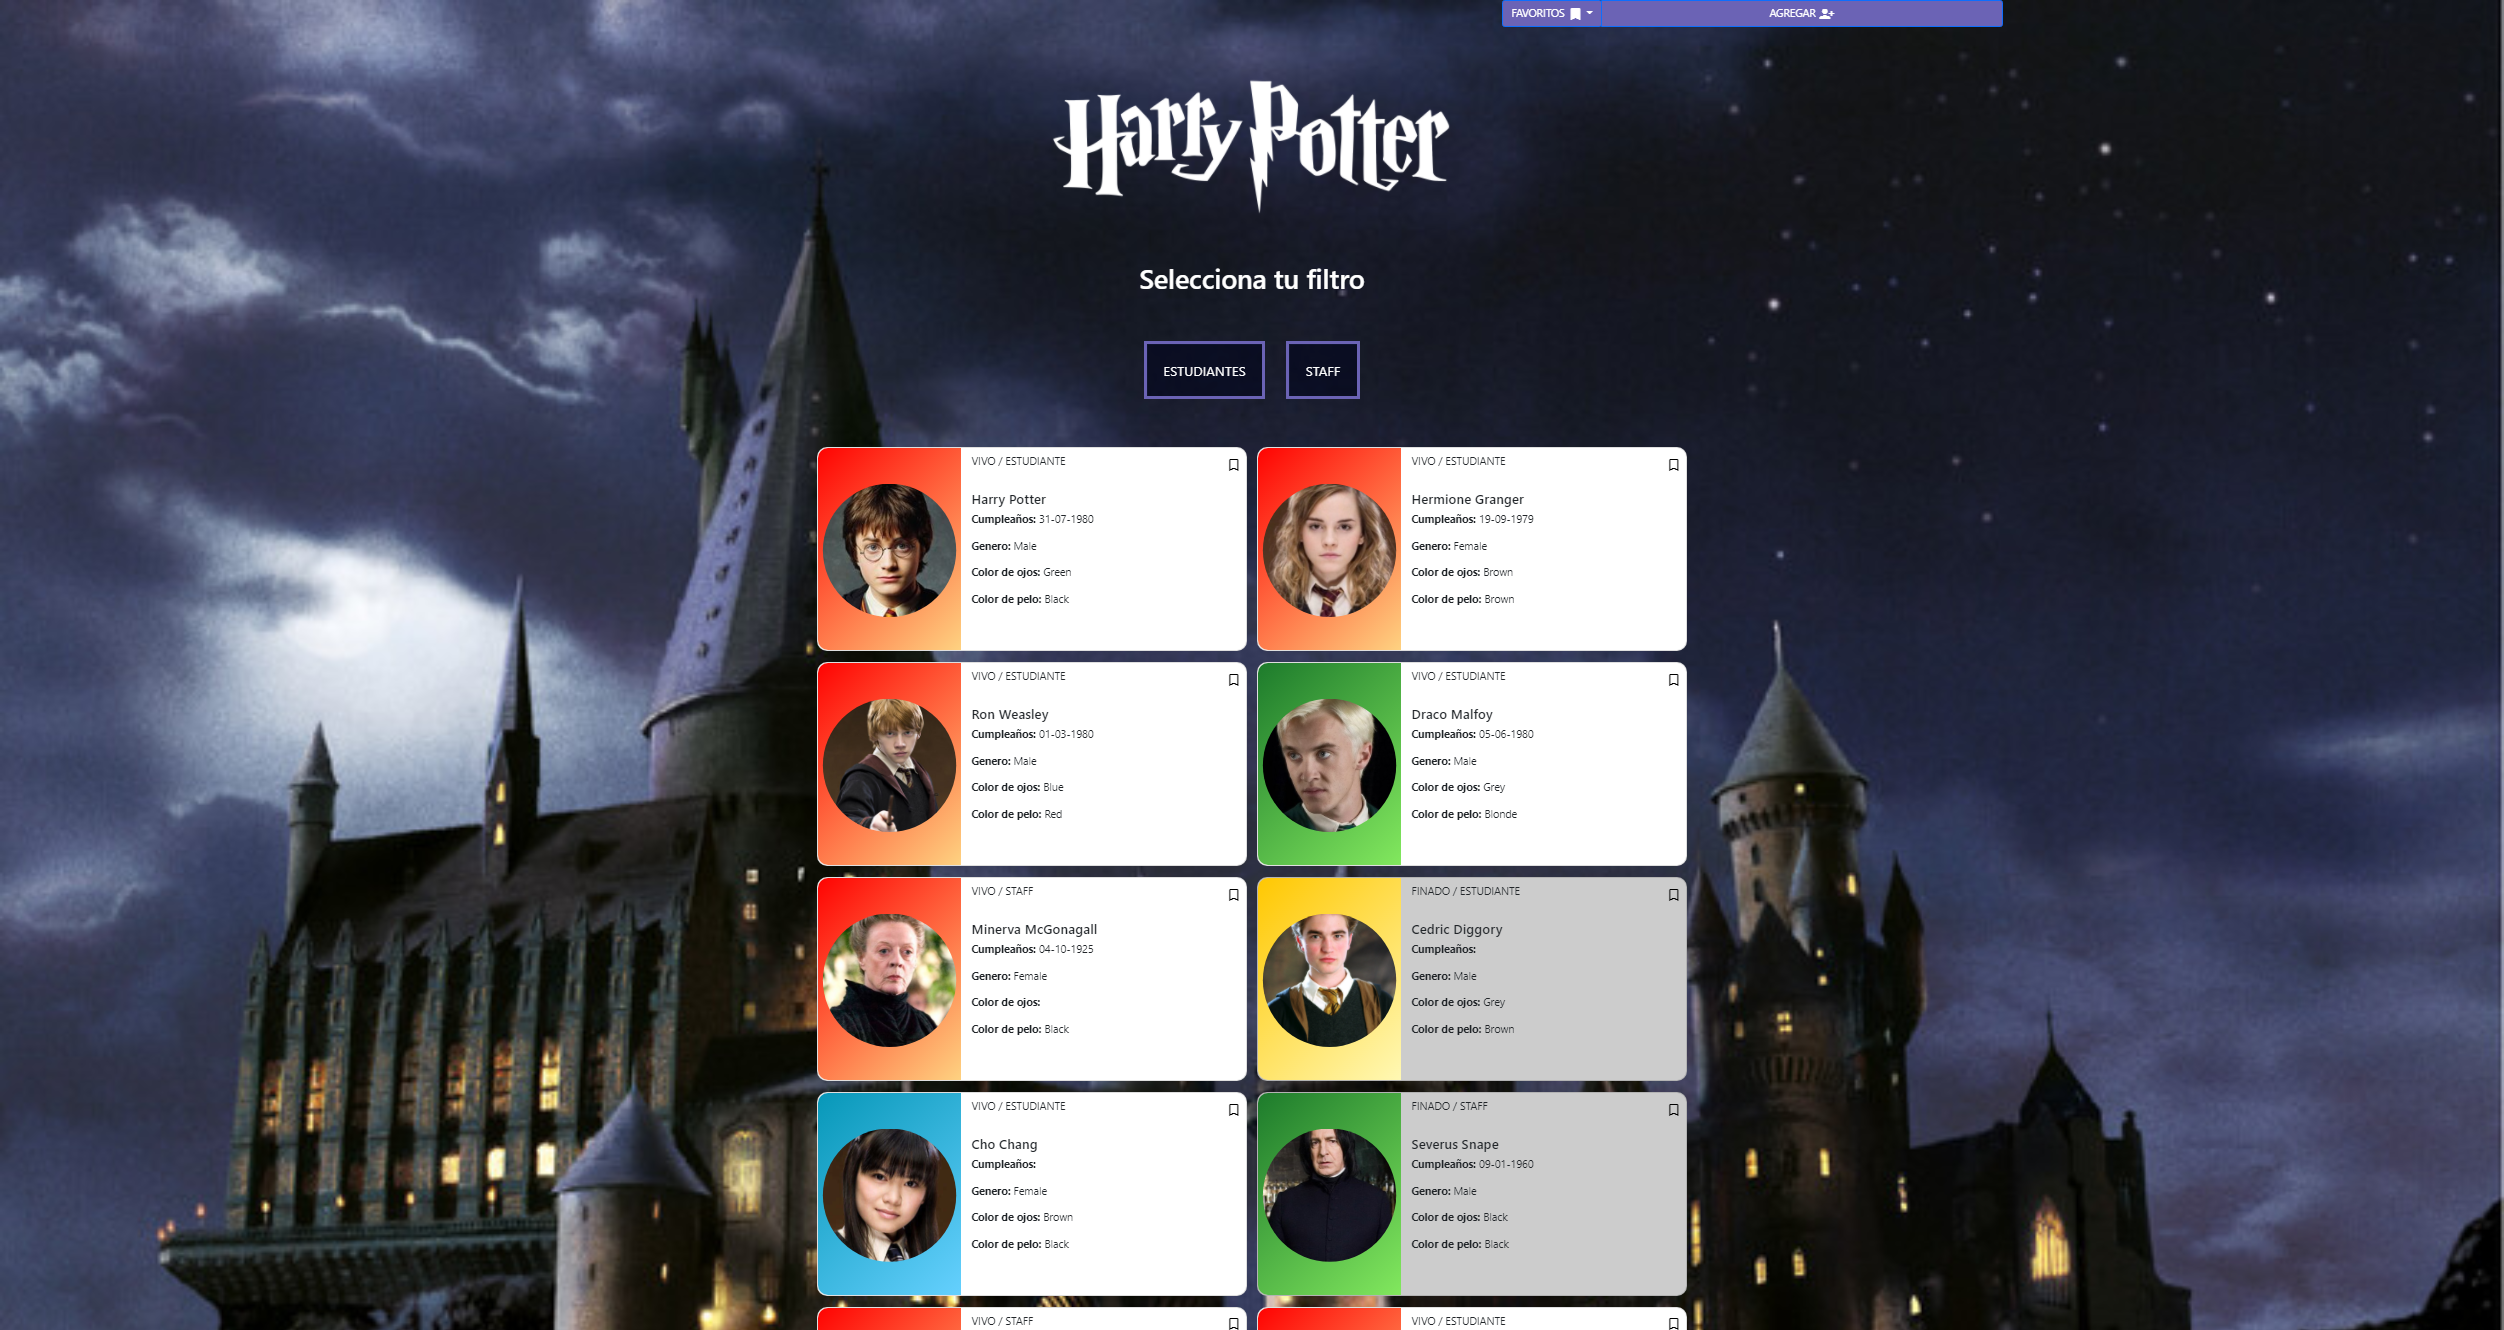 FAVORITOS AGREGAR
Harry Potter
Selecciona tu filtro
ESTUDIANTES STAFF
VIVO / ESTUDIANTE
Harry Potter
Cumpleaños: 31-07-1980
Genero: Male
Color de ojos: Green
Color de pelo: Black
VIVO / ESTUDIANTE
Hermione Granger
Cumpleaños: 19-09-1979
Genero: Female
Color de ojos: Brown
Color de pelo: Brown
VIVO / ESTUDIANTE
Ron Weasley
Cumpleaños: 01-03-1980
Genero: Male
Color de ojos: Blue
Color de pelo: Red
VIVO / ESTUDIANTE
Draco Malfoy
Cumpleaños: 05-06-1980
Genero: Male
Color de ojos: Grey
Color de pelo: Blonde
VIVO / STAFF
Minerva McGonagall
Cumpleaños: 04-10-1925
Genero: Female
Color de ojos:
Color de pelo: Black
FINADO / ESTUDIANTE
Cedric Diggory
Cumpleaños:
Genero: Male
Color de ojos: Grey
Color de pelo: Brown
VIVO / ESTUDIANTE
Cho Chang
Cumpleaños:
Genero: Female
Color de ojos: Brown
Color de pelo: Black
FINADO / STAFF
Severus Snape
Cumpleaños: 09-01-1960
Genero: Male
Color de ojos: Black
Color de pelo: Black
VIVO / STAFF
VIVO / ESTUDIANTE